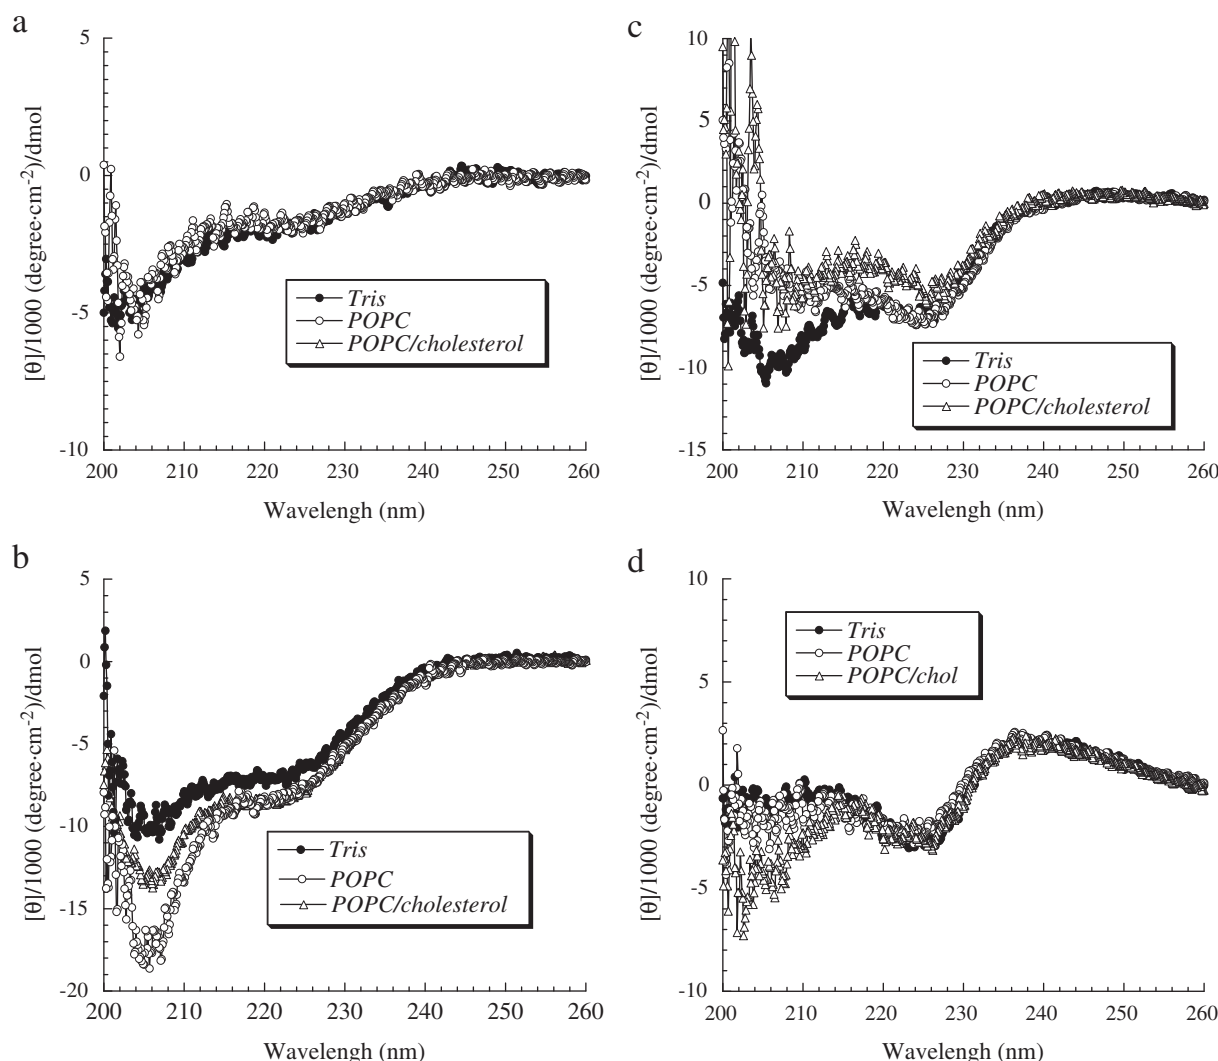 a
5
0
-5
-10
[θ]/1000 (degree·cm⁻²)/dmol
Tris
POPC
POPC/cholesterol
200 210 220 230 240 250 260
Wavelengh (nm)
c
10
5
0
-5
-10
-15
[θ]/1000 (degree·cm⁻²)/dmol
Tris
POPC
POPC/cholesterol
200 210 220 230 240 250 260
Wavelengh (nm)
b
5
0
-5
-10
-15
-20
[θ]/1000 (degree·cm⁻²)/dmol
Tris
POPC
POPC/cholesterol
200 210 220 230 240 250 260
Wavelengh (nm)
d
10
5
0
-5
-10
[θ]/1000 (degree·cm⁻²)/dmol
Tris
POPC
POPC/chol
200 210 220 230 240 250 260
Wavelengh (nm)